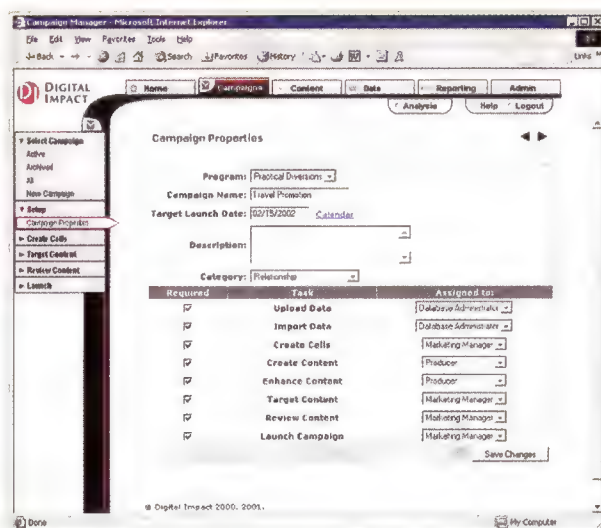 Campaign Manager - Microsoft Internet Explorer
File Edit View Favorites Tools Help
Back Search Favorites History
Links »
DIGITAL IMPACT
Home Campaigns Content Data Reporting Admin
Analysis Help Logout
Select Campaign
Active
Archived
All
New Campaign
Setup
Campaign Properties
Create Cells
Target Content
Review Content
Launch
Campaign Properties
Program: Practical Diversions
Campaign Name: Travel Promotion
Target Launch Date: 02/15/2002 Calendar
Description:
Category: Relationship
Required Task Assigned to:
Upload Data Database Administrator
Import Data Database Administrator
Create Cells Marketing Manager
Create Content Producer
Enhance Content Producer
Target Content Marketing Manager
Review Content Marketing Manager
Launch Campaign Marketing Manager
Save Changes
© Digital Impact 2000, 2001.
Done My Computer